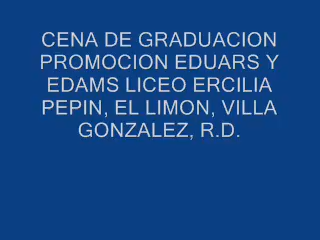 CENA DE GRADUACION
PROMOCION EDUARS Y
EDAMS LICEO ERCILIA
PEPIN, EL LIMON, VILLA
GONZALEZ, R.D.